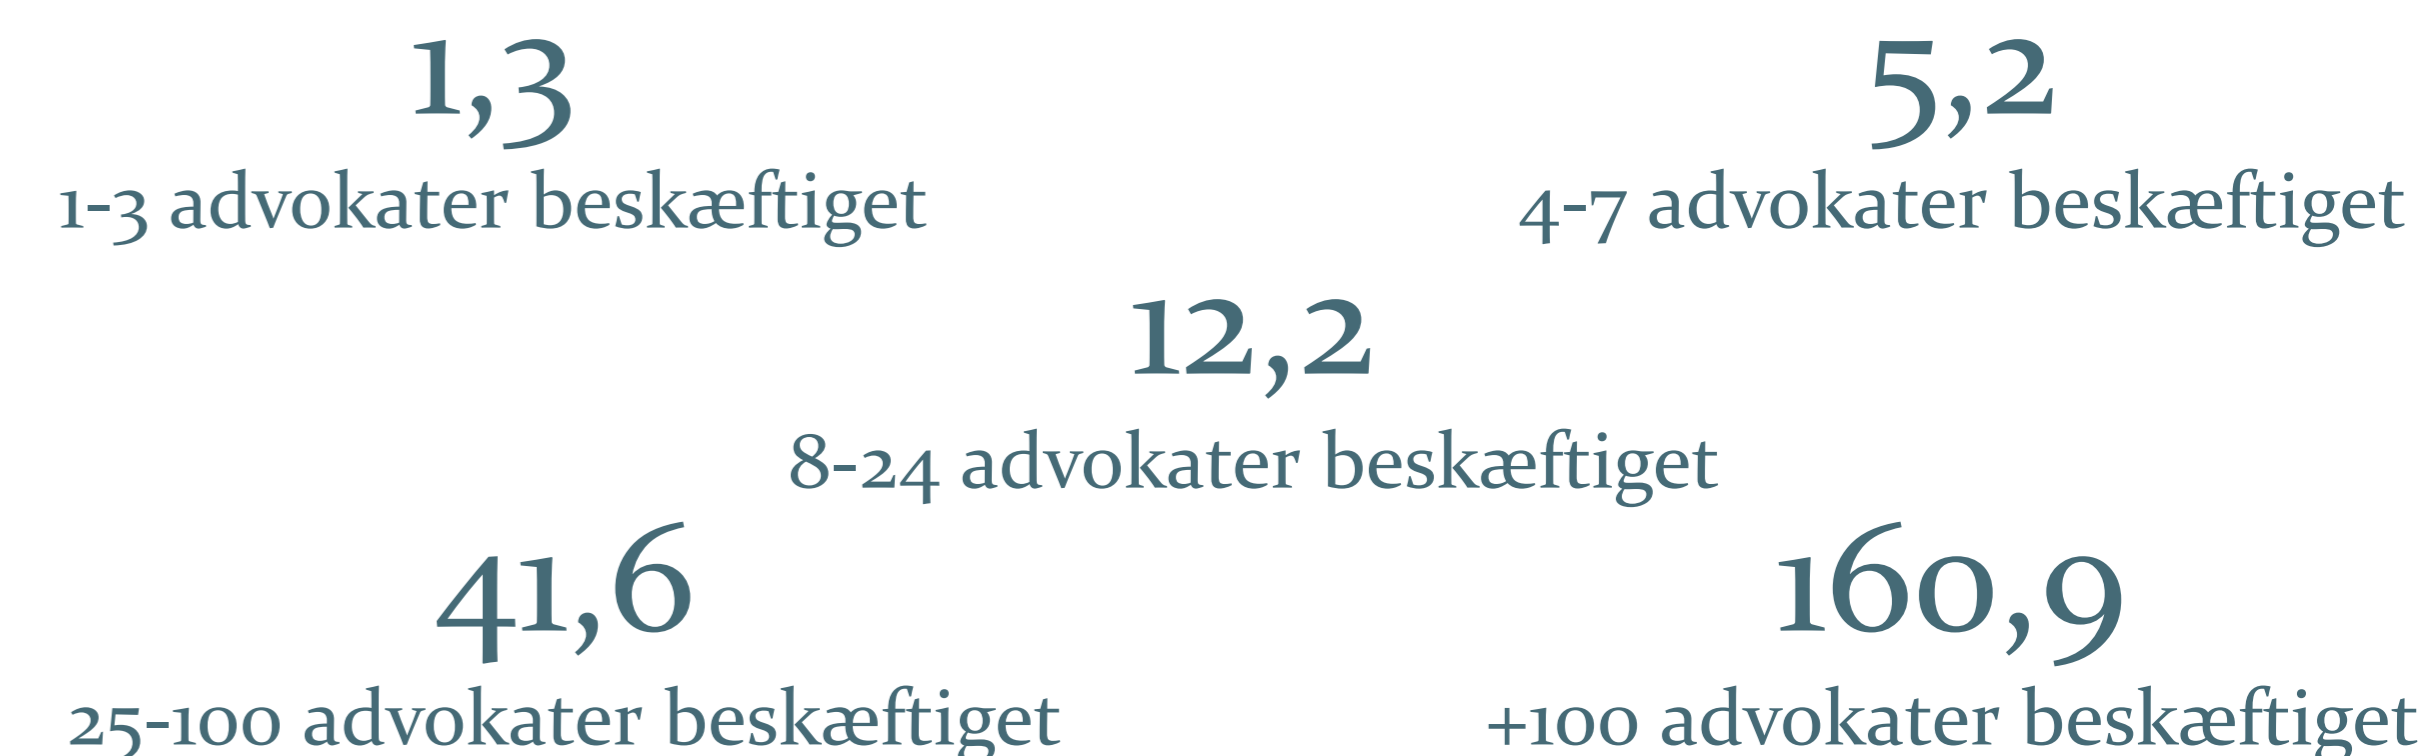 1,3
1-3 advokater beskæftiget
5,2
4-7 advokater beskæftiget
12,2
8-24 advokater beskæftiget
41,6
25-100 advokater beskæftiget
160,9
+100 advokater beskæftiget